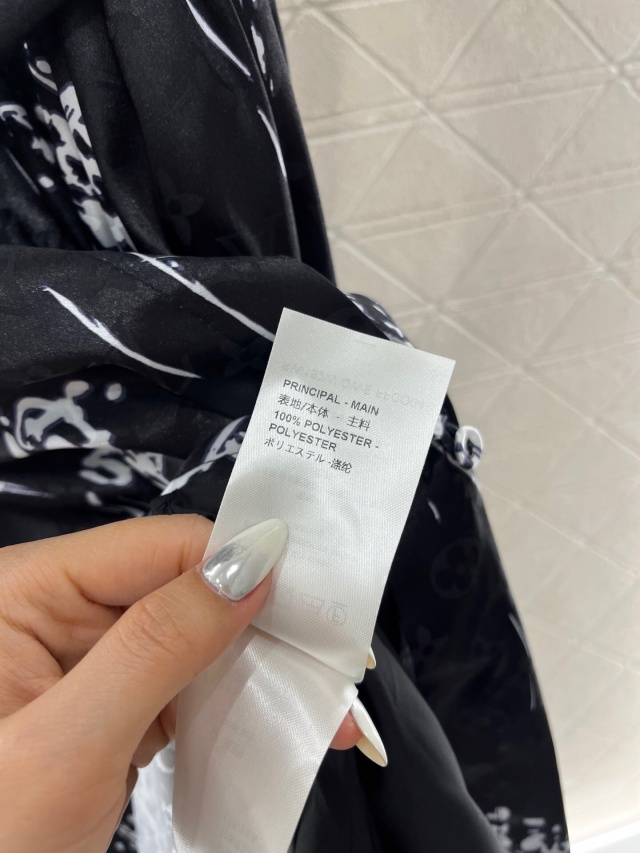 PRINCIPAL - MAIN
表地/本体 - 主料
100% POLYESTER -
POLYESTER
ポリエステル -涤纶